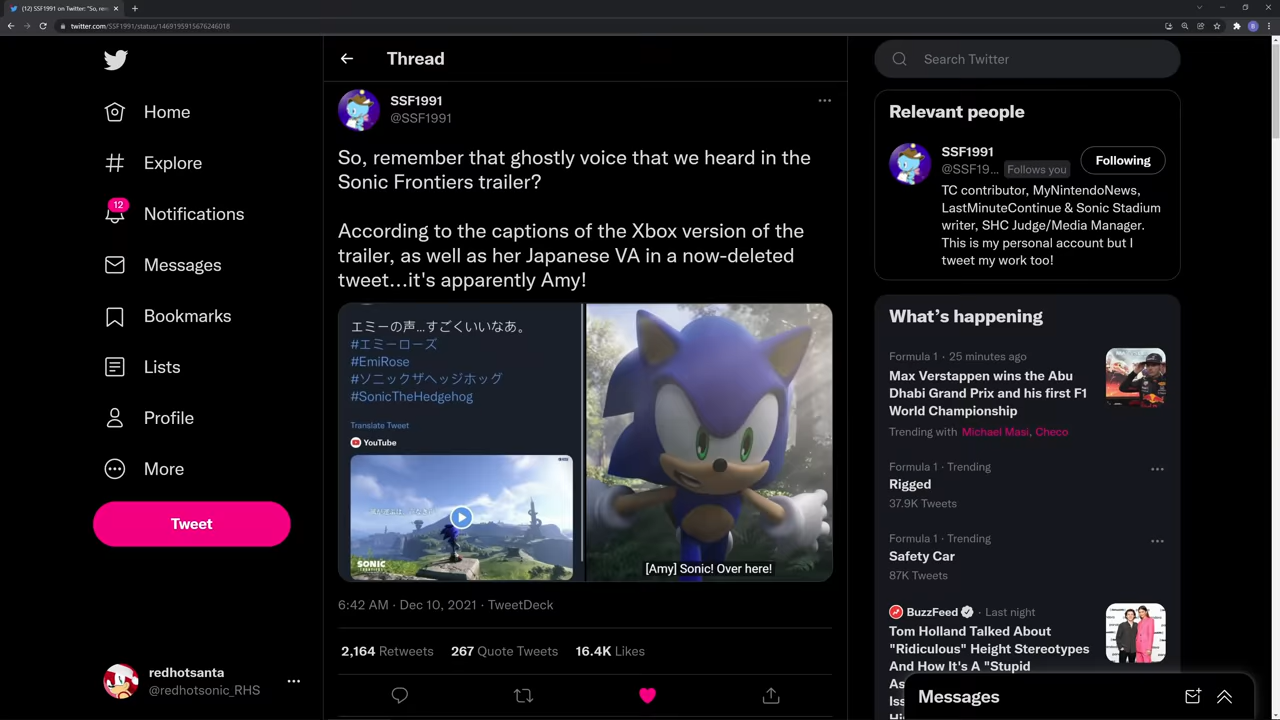 (12) SSF1991 on Twitter: "So, rem
twitter.com/SSF1991/status/1469195915676246018
Home
Explore
12
Notifications
Messages
Bookmarks
Lists
Profile
More
Tweet
redhotsanta
@redhotsonic_RHS
Thread
SSF1991
@SSF1991
So, remember that ghostly voice that we heard in the
Sonic Frontiers trailer?
According to the captions of the Xbox version of the
trailer, as well as her Japanese VA in a now-deleted
tweet...it's apparently Amy!
エミーの声...すごくいいなあ。
#エミーローズ
#EmiRose
#ソニックザヘッジホッグ
#SonicTheHedgehog
Translate Tweet
YouTube
SONIC
FRONTIERS
[Amy] Sonic! Over here!
6:42 AM · Dec 10, 2021 · TweetDeck
2,164 Retweets 267 Quote Tweets 16.4K Likes
Search Twitter
Relevant people
SSF1991
@SSF19... Follows you
Following
TC contributor, MyNintendoNews,
LastMinuteContinue & Sonic Stadium
writer, SHC Judge/Media Manager.
This is my personal account but I
tweet my work too!
What's happening
Formula 1 · 25 minutes ago
Max Verstappen wins the Abu
Dhabi Grand Prix and his first F1
World Championship
Trending with Michael Masi, Checo
Formula 1 · Trending
Rigged
37.9K Tweets
Formula 1 · Trending
Safety Car
87K Tweets
BuzzFeed · Last night
Tom Holland Talked About
"Ridiculous" Height Stereotypes
And How It's A "Stupid
Messages